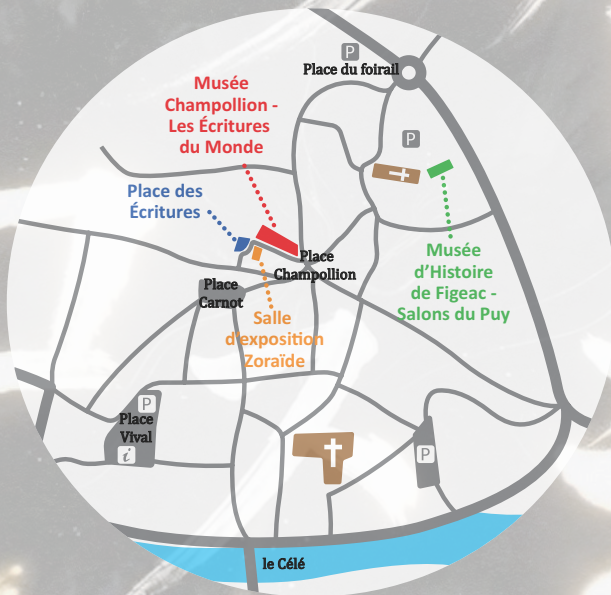 P
Place du foirail
Musée
Champollion -
Les Écritures
du Monde
P
Place des
Écritures
Place
Champollion
Musée
d'Histoire
de Figeac -
Salons du Puy
Place
Carnot
Salle
d'exposition
Zoraïde
P
Place
Vival
i
P
le Célé